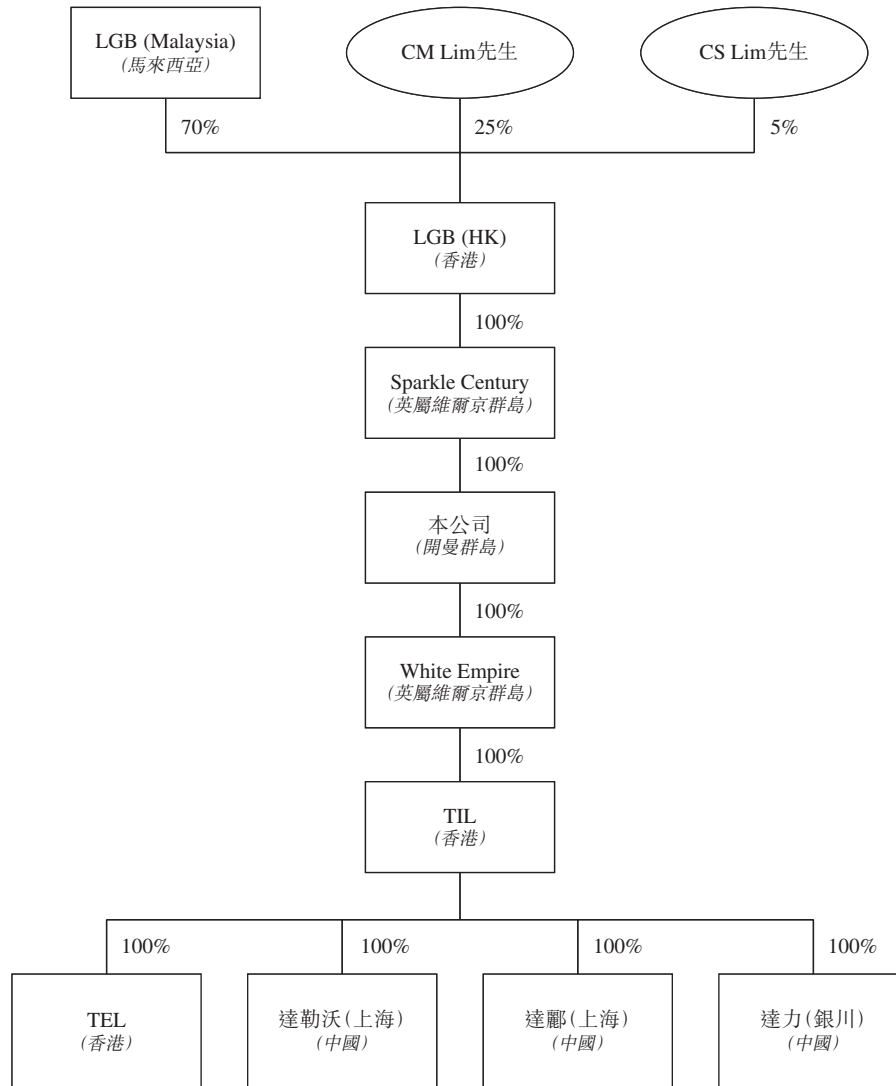 LGB (Malaysia)
(馬來西亞)
CM Lim先生
CS Lim先生
70%
25%
5%
LGB (HK)
(香港)
100%
Sparkle Century
(英屬維爾京群島)
100%
本公司
(開曼群島)
100%
White Empire
(英屬維爾京群島)
100%
TIL
(香港)
100%
100%
100%
100%
TEL
(香港)
達勒沃(上海)
(中國)
達酈(上海)
(中國)
達力(銀川)
(中國)